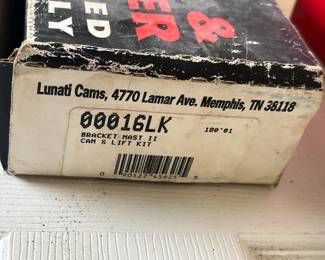 &
ED
ER
LY
Lunati Cams, 4770 Lamar Ave. Memphis, TN 38118
00016LK
180°01
BRACKET MAST II
CAM & LIFT KIT